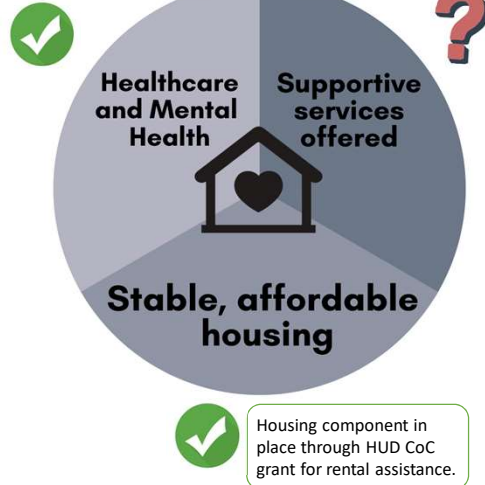 Healthcare
and Mental
Health
Supportive
services
offered
?
Stable, affordable
housing
Housing component in
place through HUD CoC
grant for rental assistance.